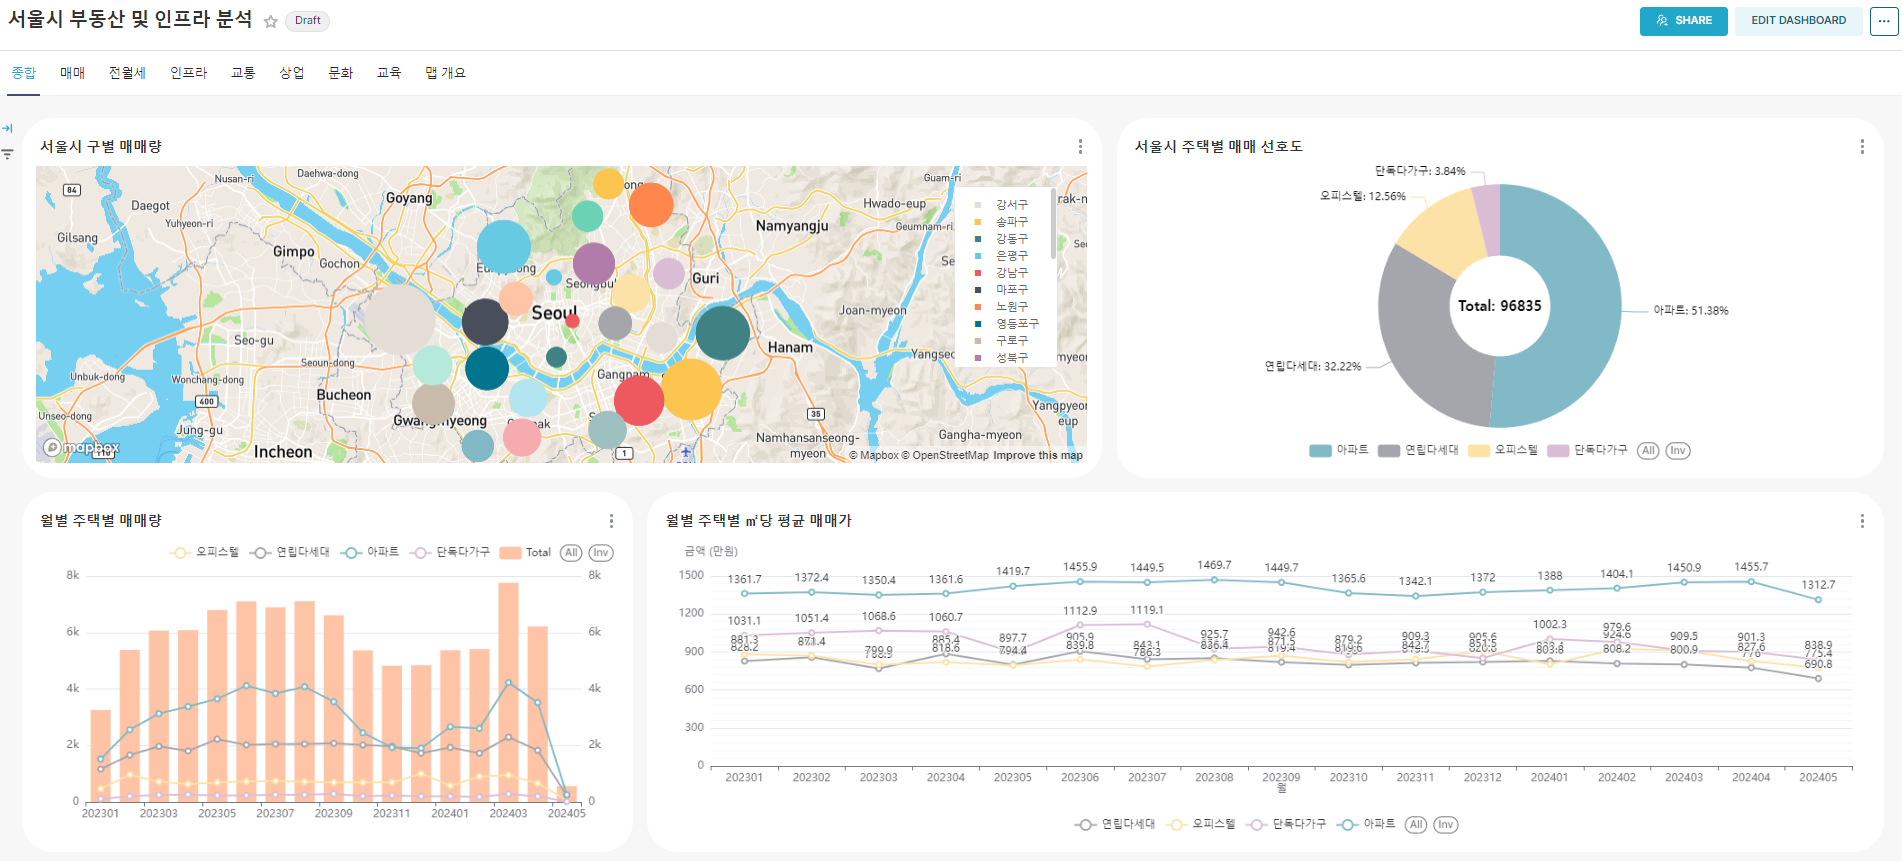 서울시 부동산 및 인프라 분석
Draft
SHARE
EDIT DASHBOARD
종합 매매 전월세 인프라 교통 상업 문화 교육 맵 개요
서울시 구별 매매량
84
Nusan-ri
Daehwa-dong
Goyang
Guam-ri
Hwado-eup
Daegot
Yuhyeon-ri
Namyangju
Geumnam-ri
Gilsang
Gimpo
Gochon
Guri
Seoul
Joan-myeon
Seo-gu
Seoun-dong
Hanam
Unbuk-dong
Wonchang-dong
Bucheon
400
Unseo-dong
Jung-gu
35
Yangpyeong-eup
Namhansanseong-myeon
Gangha-myeon
1
Incheon
mapbox
© Mapbox © OpenStreetMap Improve this map
강서구
송파구
강동구
은평구
강남구
마포구
노원구
영등포구
구로구
성북구
서울시 주택별 매매 선호도
단독다가구: 3.84%
오피스텔: 12.56%
Total: 96835
아파트: 51.38%
연립다세대: 32.22%
아파트 연립다세대 오피스텔 단독다가구 All Inv
월별 주택별 매매량
오피스텔 연립다세대 아파트 단독다가구 Total All Inv
8k 8k
6k 6k
4k 4k
2k 2k
0 0
202301 202303 202305 202307 202309 202311 202401 202403 202405
월별 주택별 ㎡당 평균 매매가
금액 (만원)
1500
1200
900
600
300
0
1361.7 1372.4 1350.4 1361.6 1419.7 1455.9 1449.5 1469.7 1449.7 1365.6 1342.1 1372 1388 1404.1 1450.9 1455.7 1312.7
1031.1 1051.4 1068.6 1060.7 897.7 1112.9 1119.1 925.7 942.6 879.2 909.3 905.6 1002.3 979.6 909.5 901.3 838.9
881.3 871.4 799.9 885.4 794.4 905.9 843.1 836.4 871.5 924.6 800.9 827.6 775.4
828.2 818.6 839.8 786.3 819.4 803.8 808.2 776 690.8
202301 202302 202303 202304 202305 202306 202307 202308 202309 202310 202311 202312 202401 202402 202403 202404 202405
월
연립다세대 오피스텔 단독다가구 아파트 All Inv